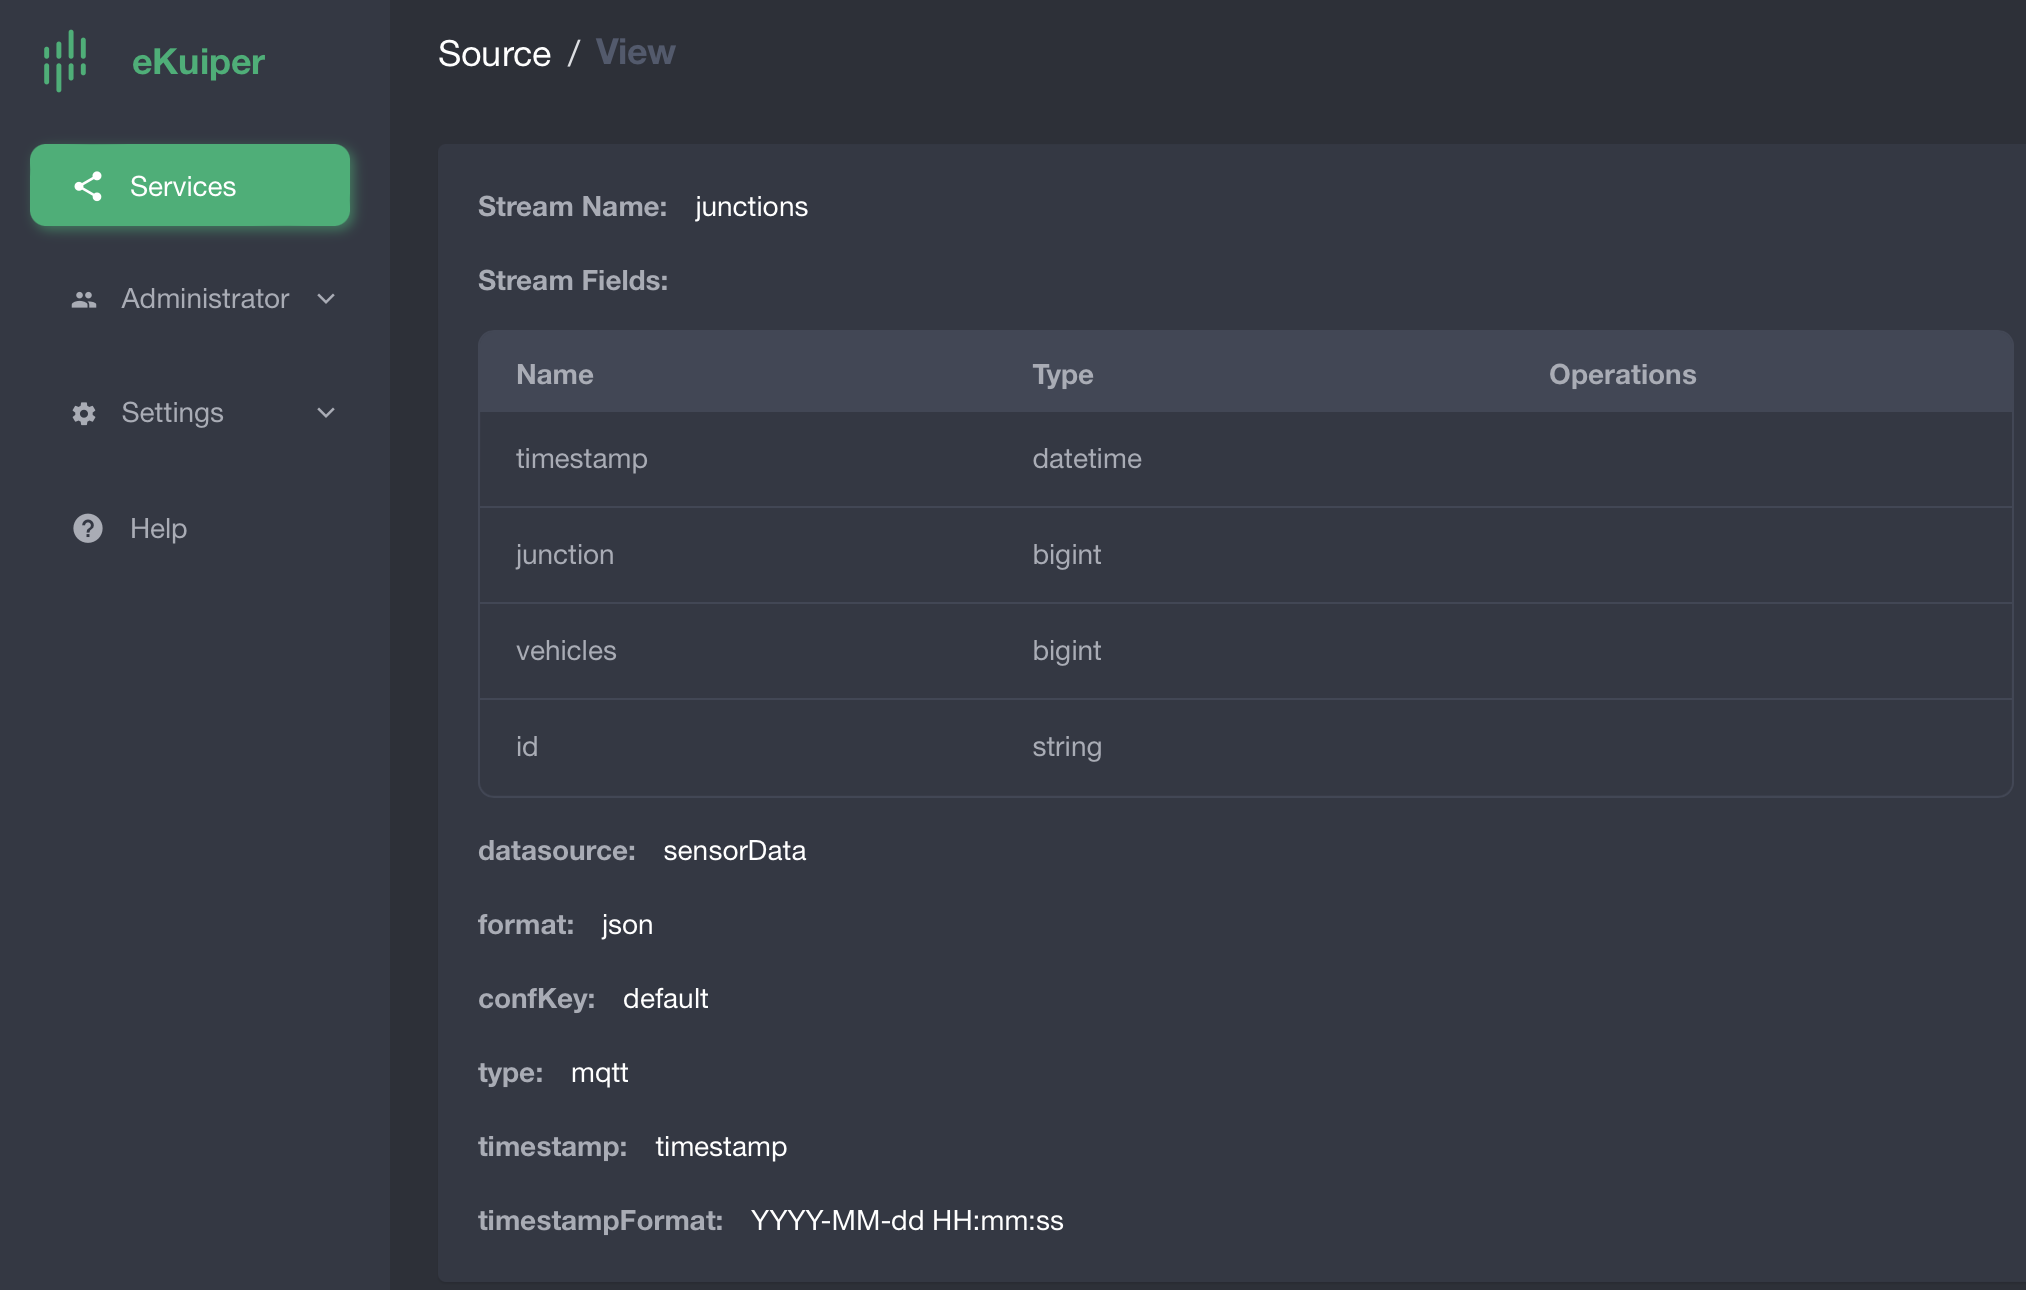 eKuiper
Services
Administrator
Settings
? Help
Source / View
Stream Name: junctions
Stream Fields:
Name Type Operations
timestamp datetime
junction bigint
vehicles bigint
id string
datasource: sensorData
format: json
confKey: default
type: mqtt
timestamp: timestamp
timestampFormat: YYYY-MM-dd HH:mm:ss